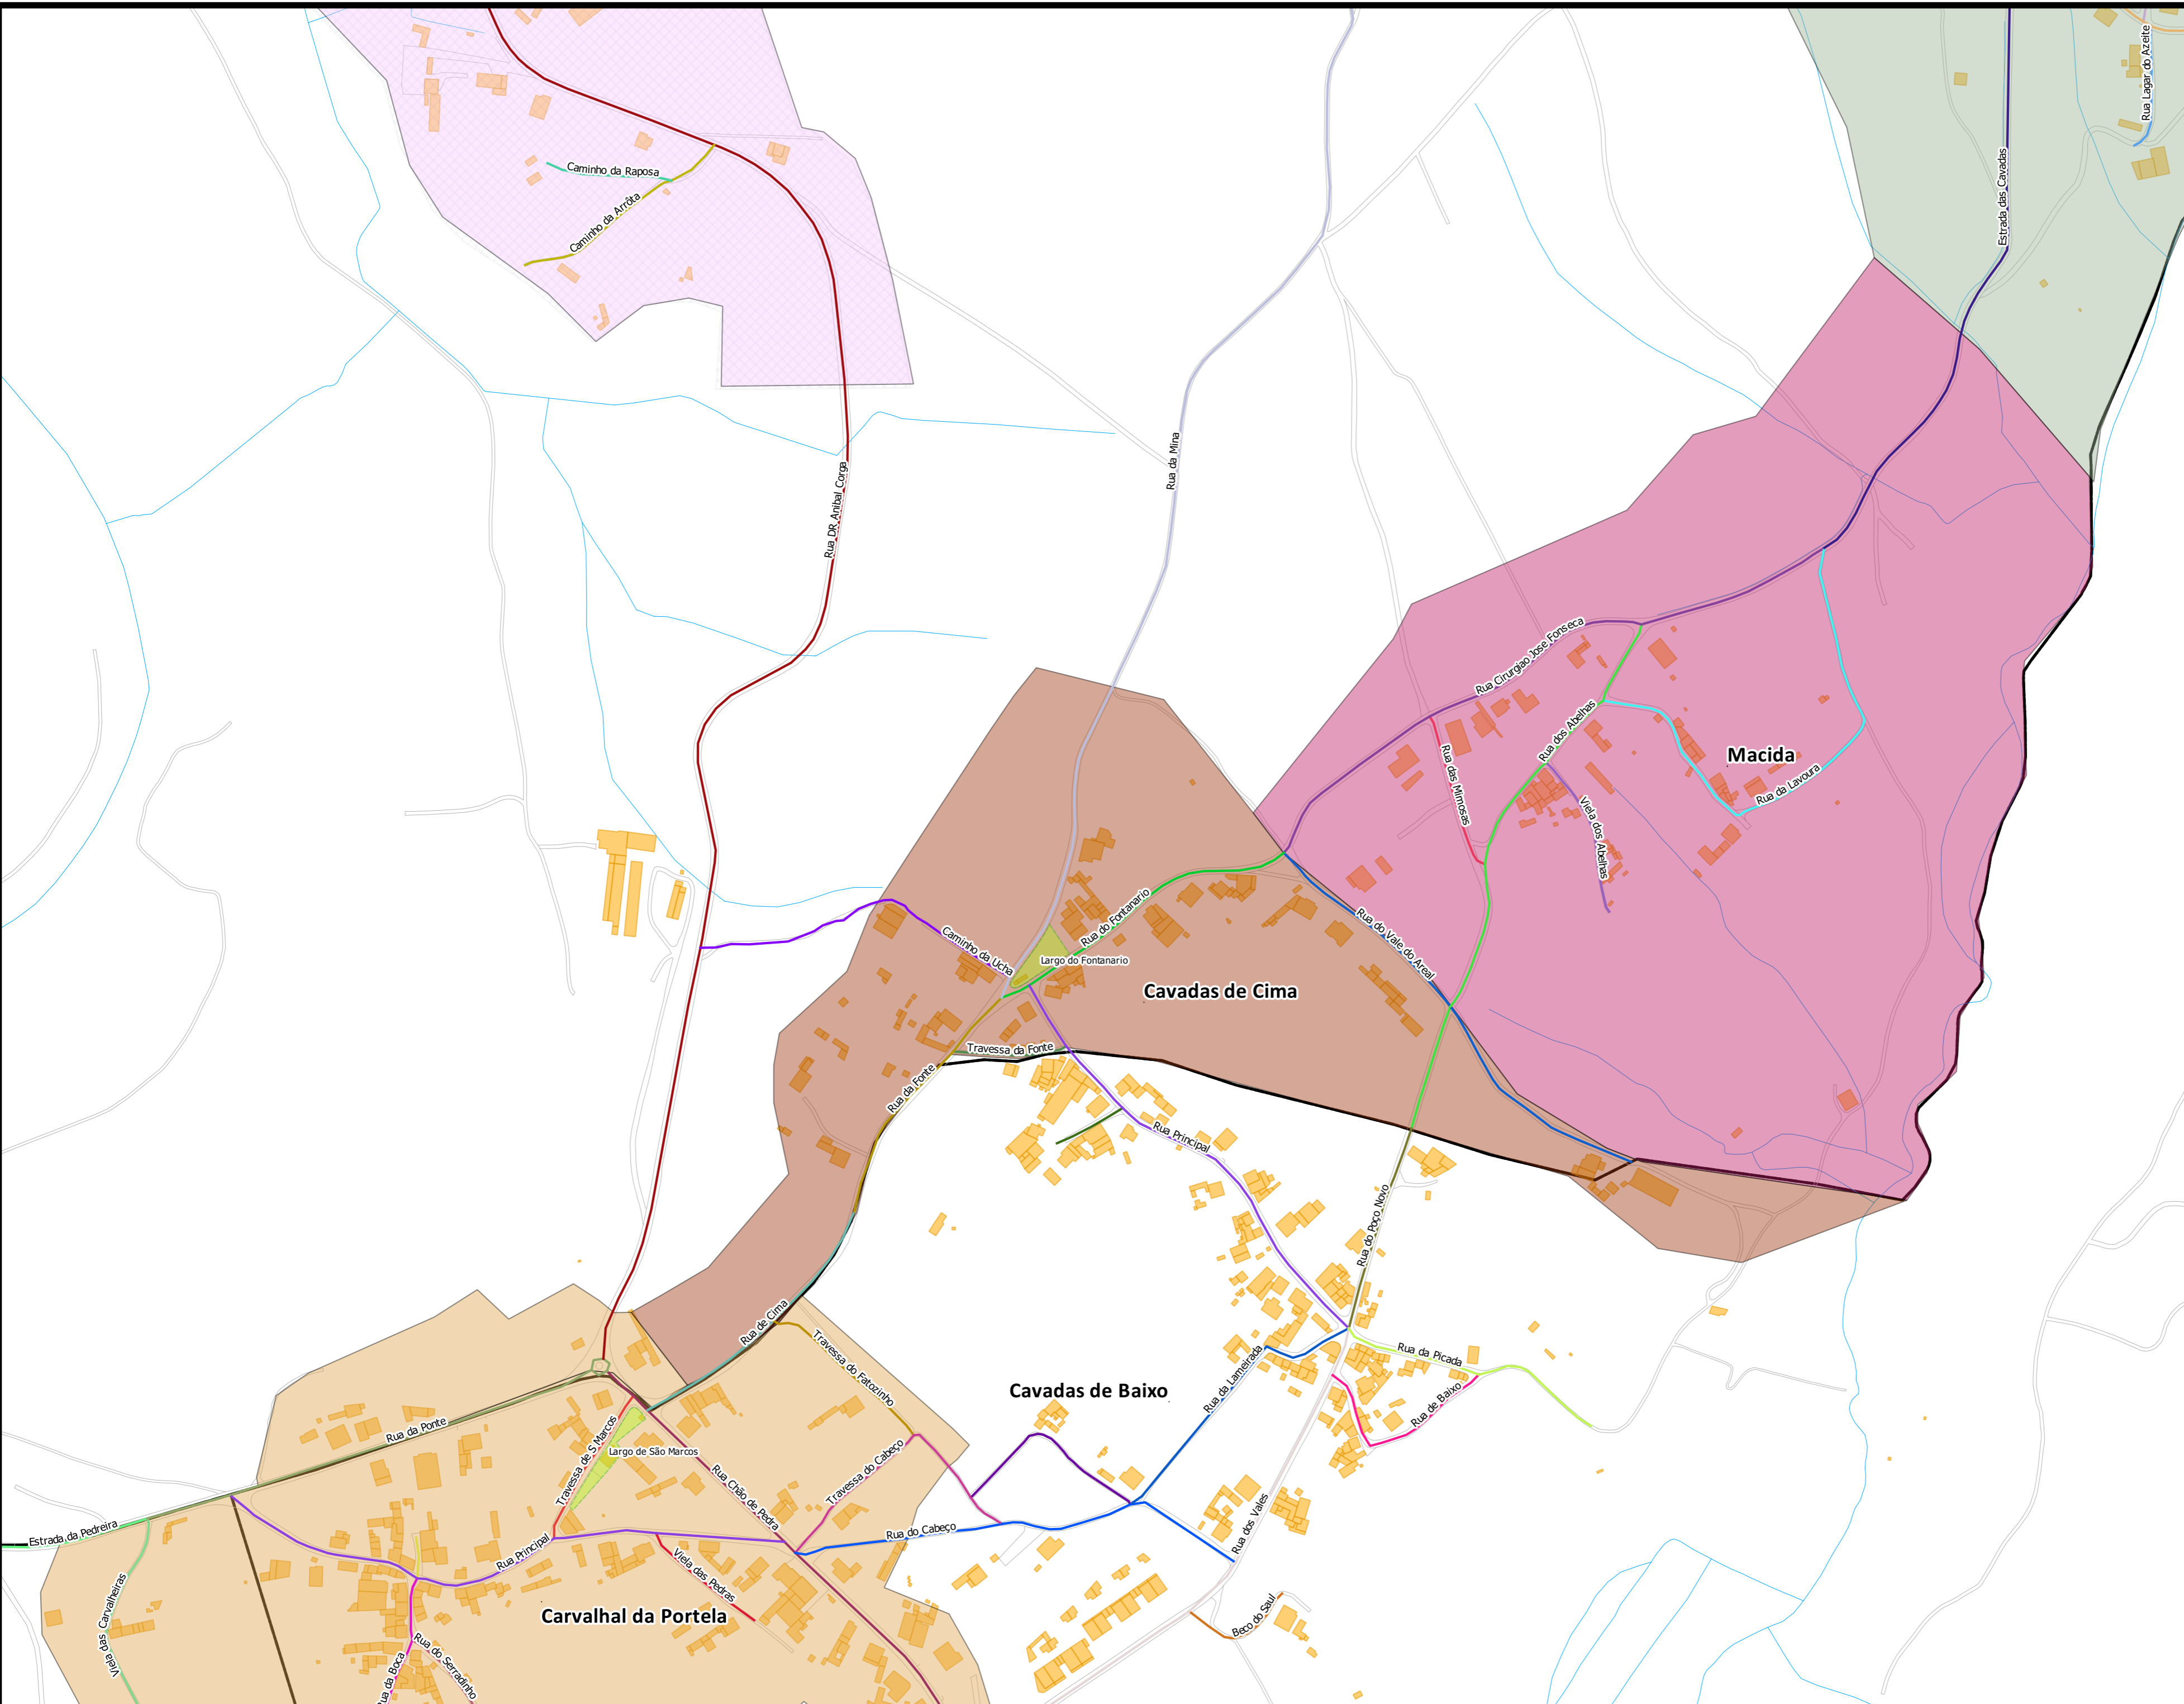 Rua Lagar do Azeite
Estrada das Cavadas
Caminho da Raposa
Caminho da Arrôta
Rua da Mina
Rua DR. Anibal Corga
Rua Cirurgiao Jose Fonseca
Rua dos Abelhas
Rua das Mimosas
Macida
Rua da Lavoura
Viela dos Abelhas
Rua do Fontanario
Rua do Vale do Areal
Caminho da Ucha
Largo do Fontanario
Cavadas de Cima
Travessa da Fonte
Rua da Fonte
Rua Principal
Rua do Poço Novo
Rua de Cima
Travessa do Fatozinho
Rua da Picada
Rua da Lameirada
Rua de Baixo
Cavadas de Baixo
Rua da Ponte
Travessa de S Marcos
Largo de São Marcos
Rua Chão de Pedra
Travessa do Cabeço
Rua do Cabeço
Rua dos Vales
Estrada da Pedreira
Rua Principal
Viela das Pedras
Viela das Carvalheiras
Carvalhal da Portela
Beco do Saul
Rua do Serradinho
ua da Boca